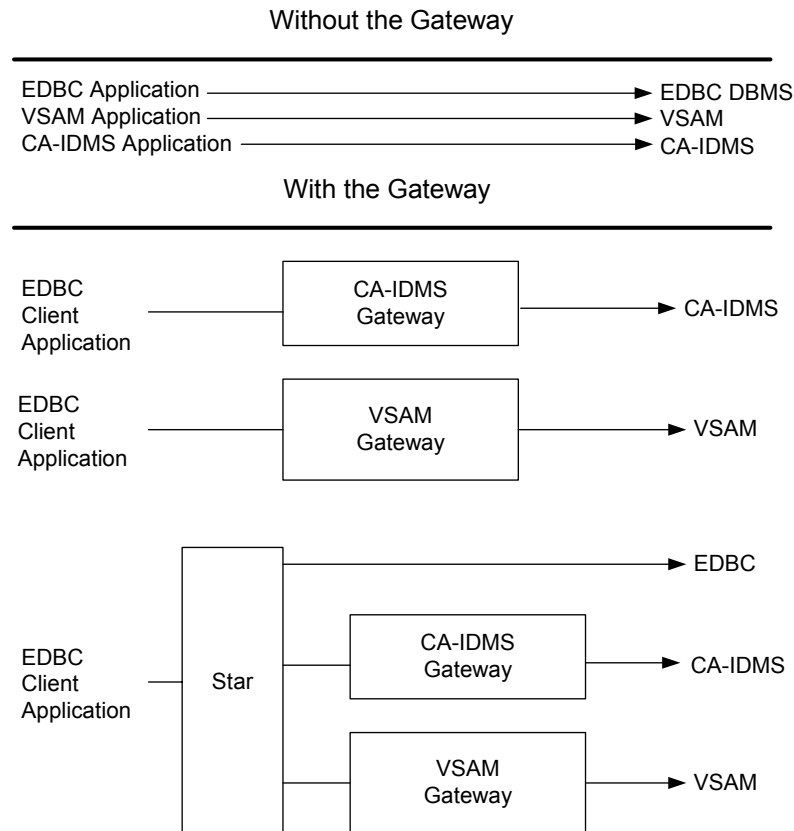 Without the Gateway
EDBC Application EDBC DBMS
VSAM Application VSAM
CA-IDMS Application CA-IDMS
With the Gateway
EDBC
Client
Application
CA-IDMS
Gateway
CA-IDMS
EDBC
Client
Application
VSAM
Gateway
VSAM
EDBC
Client
Application
Star
EDBC
CA-IDMS
Gateway
CA-IDMS
VSAM
Gateway
VSAM